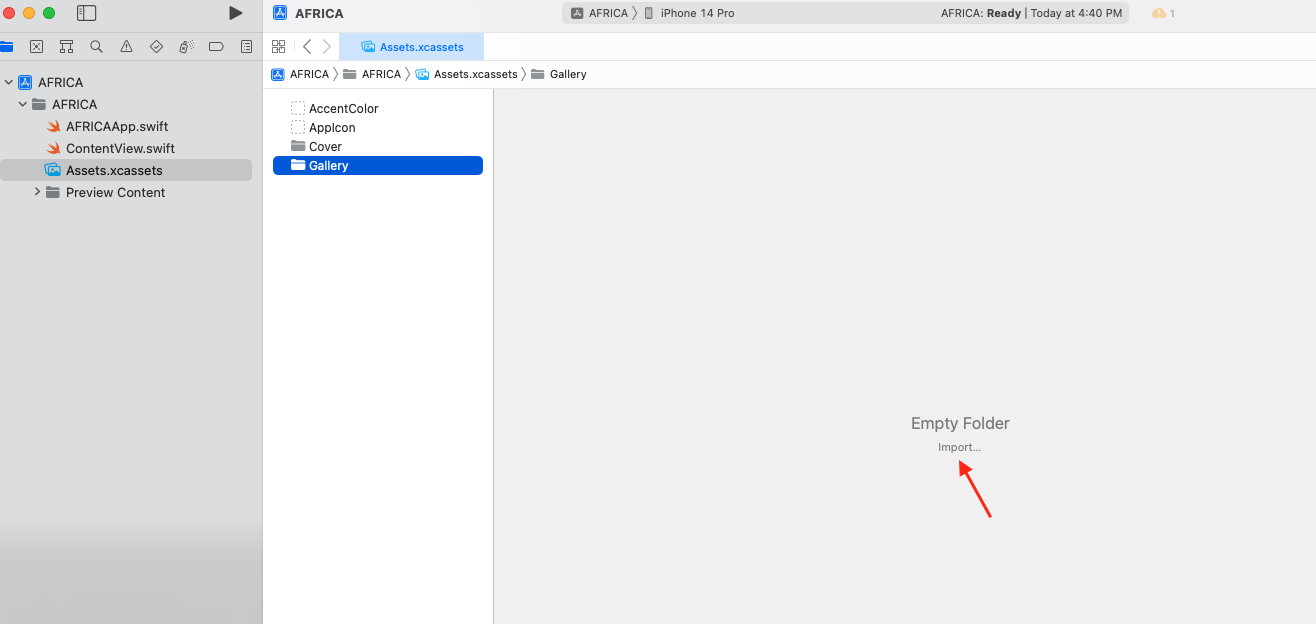 AFRICA
AFRICA 〉 iPhone 14 Pro
AFRICA: Ready | Today at 4:40 PM
1
Assets.xcassets
AFRICA 〉 AFRICA 〉 Assets.xcassets 〉 Gallery
AFRICA
AFRICA
AFRICAApp.swift
ContentView.swift
Assets.xcassets
Preview Content
AccentColor
AppIcon
Cover
Gallery
Empty Folder
Import...